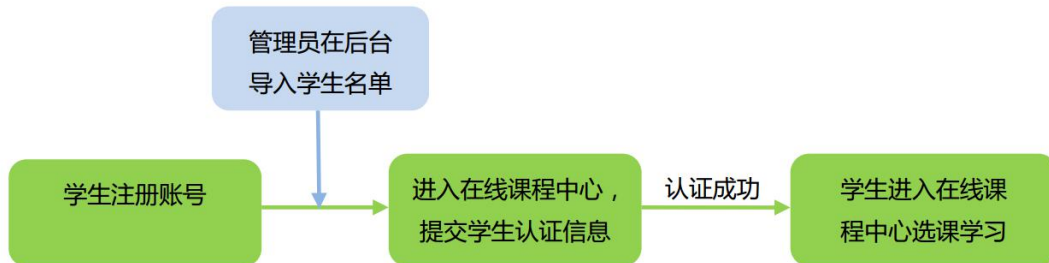 管理员在后台
导入学生名单
学生注册账号
进入在线课程中心，
提交学生认证信息
认证成功
学生进入在线课
程中心选课学习